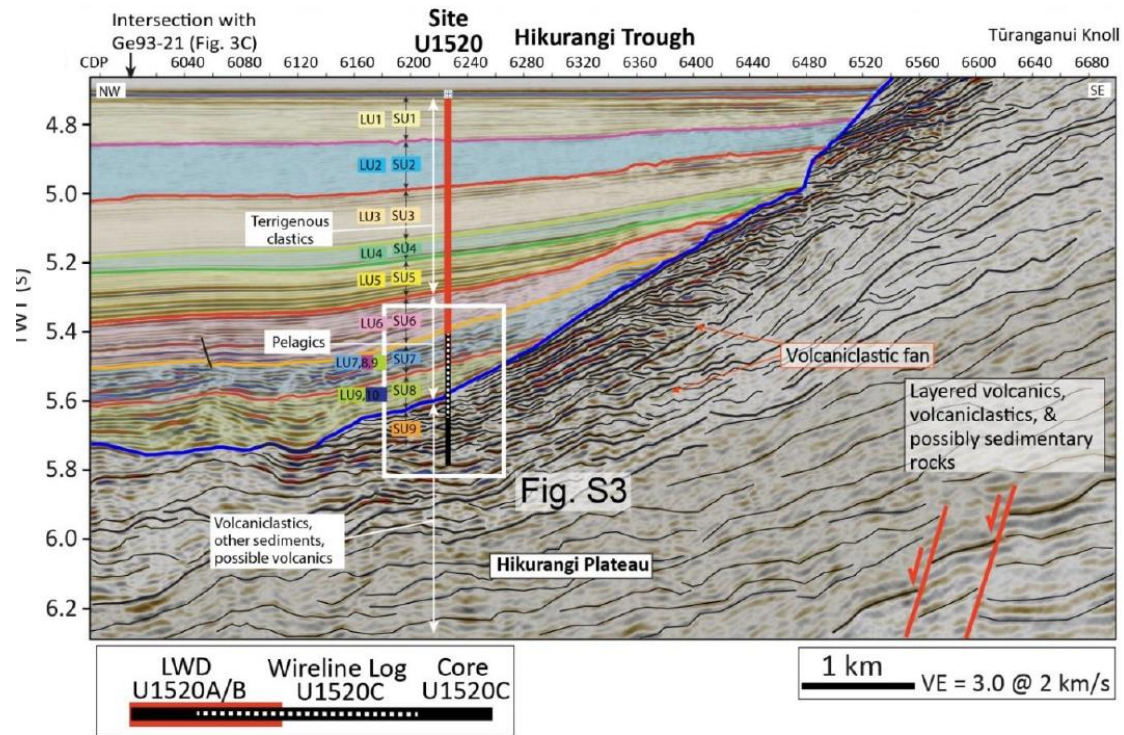 Intersection with
Ge93-21 (Fig. 3C)
Site
U1520
Hikurangi Trough
Tūranganui Knoll
CDP 6040 6080 6120 6160 6200 6240 6280 6320 6360 6400 6440 6480 6520 5560 6600 6640 6680
NW
SE
4.8
LU1 SU1
LU2 SU2
5.0
LU3 SU3
Terrigenous
clastics
LU4 SU4
5.2
LU5 SU5
TWT (s)
LU6 SU6
5.4
Pelagics
Volcaniclastic fan
LU7,8,9 SU7
LU9,10 SU8
5.6
Layered volcanics,
volcaniclastics, &
possibly sedimentary
rocks
SU9
5.8
Fig. S3
Volcaniclastics,
other sediments,
possible volcanics
6.0
Hikurangi Plateau
6.2
LWD
U1520A/B
Wireline Log
U1520C
Core
U1520C
1 km
VE = 3.0 @ 2 km/s